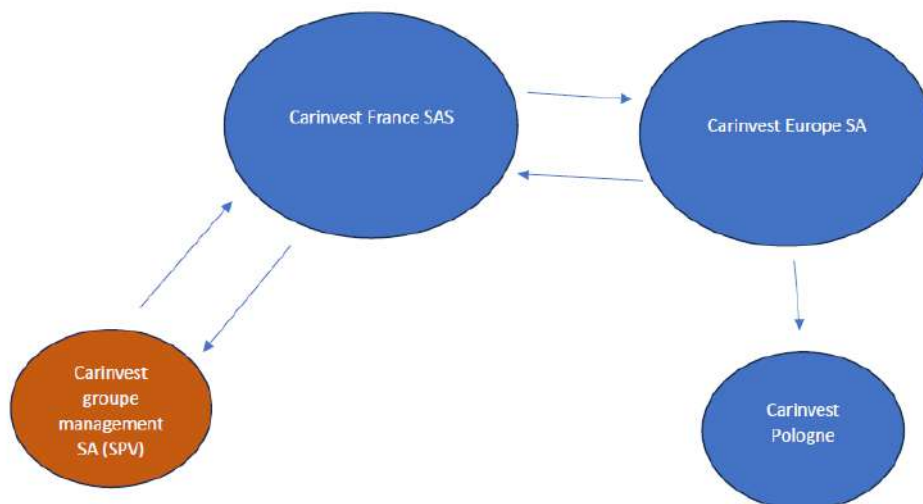 Carinvest France SAS
Carinvest Europe SA
Carinvest
groupe
management
SA (SPV)
Carinvest
Pologne